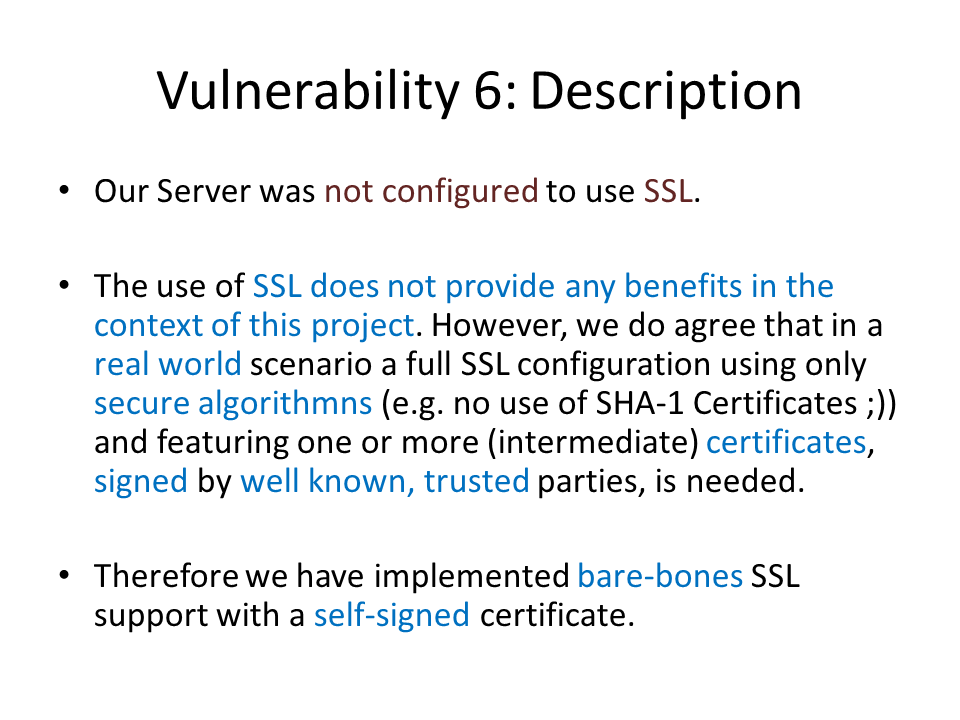 Vulnerability 6: Description
• Our Server was not configured to use SSL.
• The use of SSL does not provide any benefits in the
context of this project. However, we do agree that in a
real world scenario a full SSL configuration using only
secure algorithmns (e.g. no use of SHA-1 Certificates ;))
and featuring one or more (intermediate) certificates,
signed by well known, trusted parties, is needed.
• Therefore we have implemented bare-bones SSL
support with a self-signed certificate.